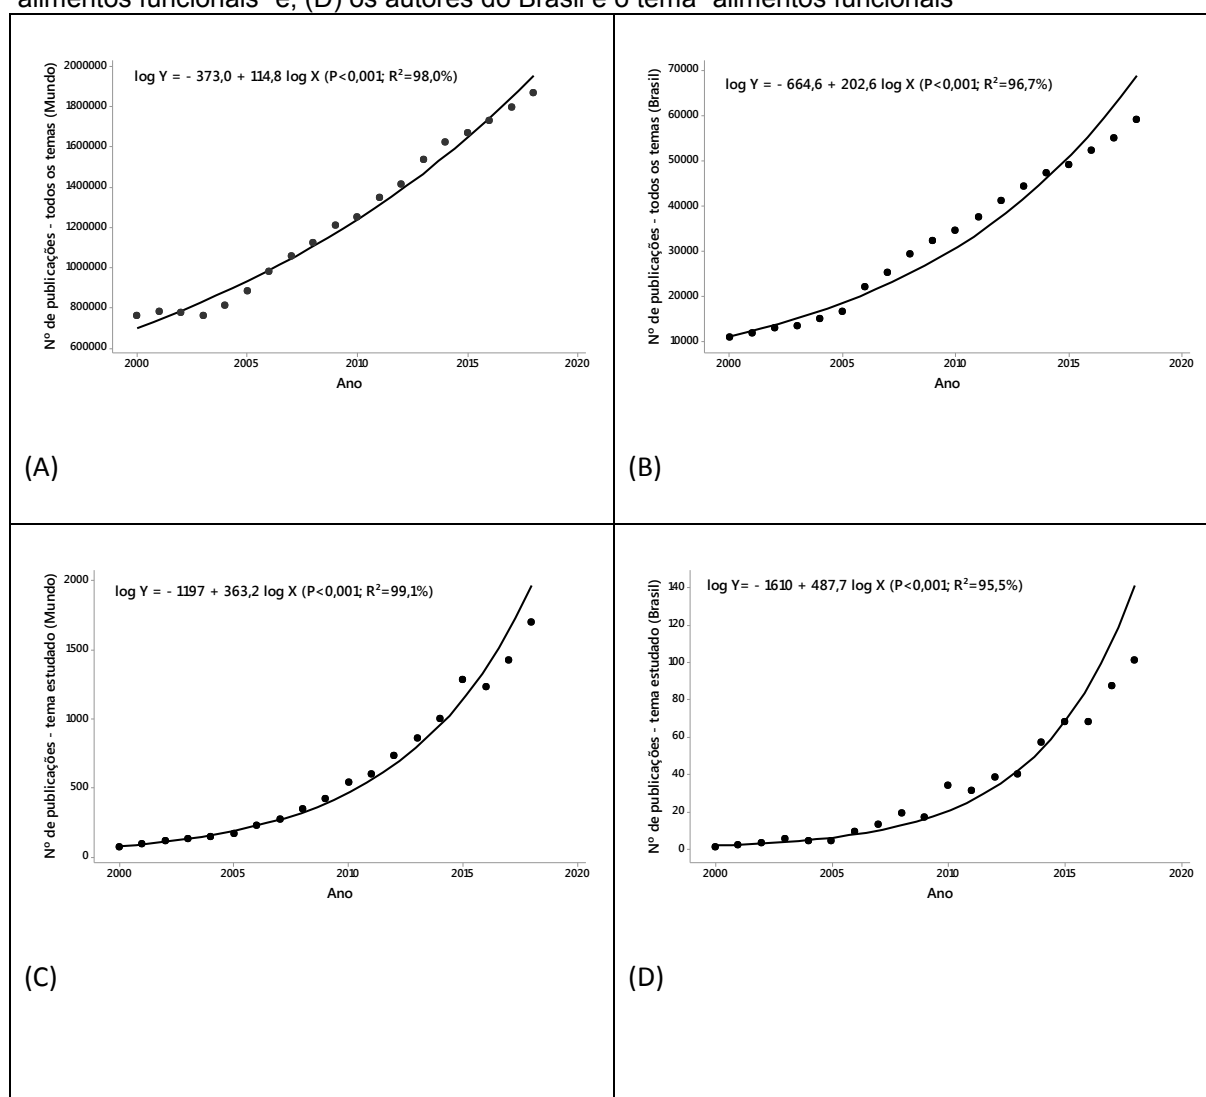 alimentos funcionais" e, (D) os autores do Brasil e o tema "alimentos funcionais"
log Y = - 373,0 + 114,8 log X (P<0,001; R²=98,0%)
Nº de publicações - todos os temas (Mundo)
2000000
1800000
1600000
1400000
1200000
1000000
800000
600000
2000 2005 2010 2015 2020
Ano
(A)
log Y = - 664,6 + 202,6 log X (P<0,001; R²=96,7%)
Nº de publicações - todos os temas (Brasil)
70000
60000
50000
40000
30000
20000
10000
2000 2005 2010 2015 2020
Ano
(B)
log Y = - 1197 + 363,2 log X (P<0,001; R²=99,1%)
Nº de publicações - tema estudado (Mundo)
2000
1500
1000
500
0
2000 2005 2010 2015 2020
Ano
(C)
log Y= - 1610 + 487,7 log X (P<0,001; R²=95,5%)
Nº de publicações - tema estudado (Brasil)
140
120
100
80
60
40
20
0
2000 2005 2010 2015 2020
Ano
(D)